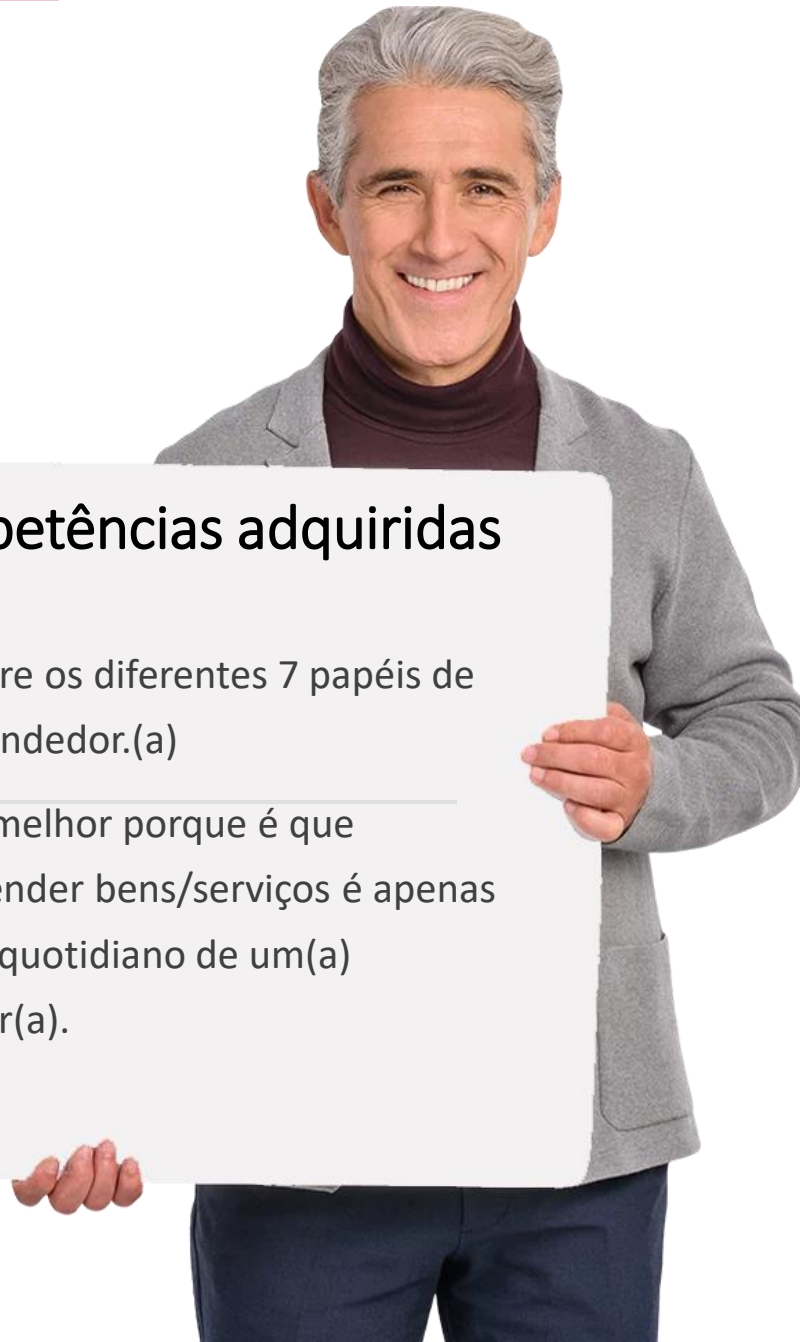 petências adquiridas
re os diferentes 7 papéis de
ndedor.(a)
melhor porque é que
ender bens/serviços é apenas
quotidiano de um(a)
r(a).